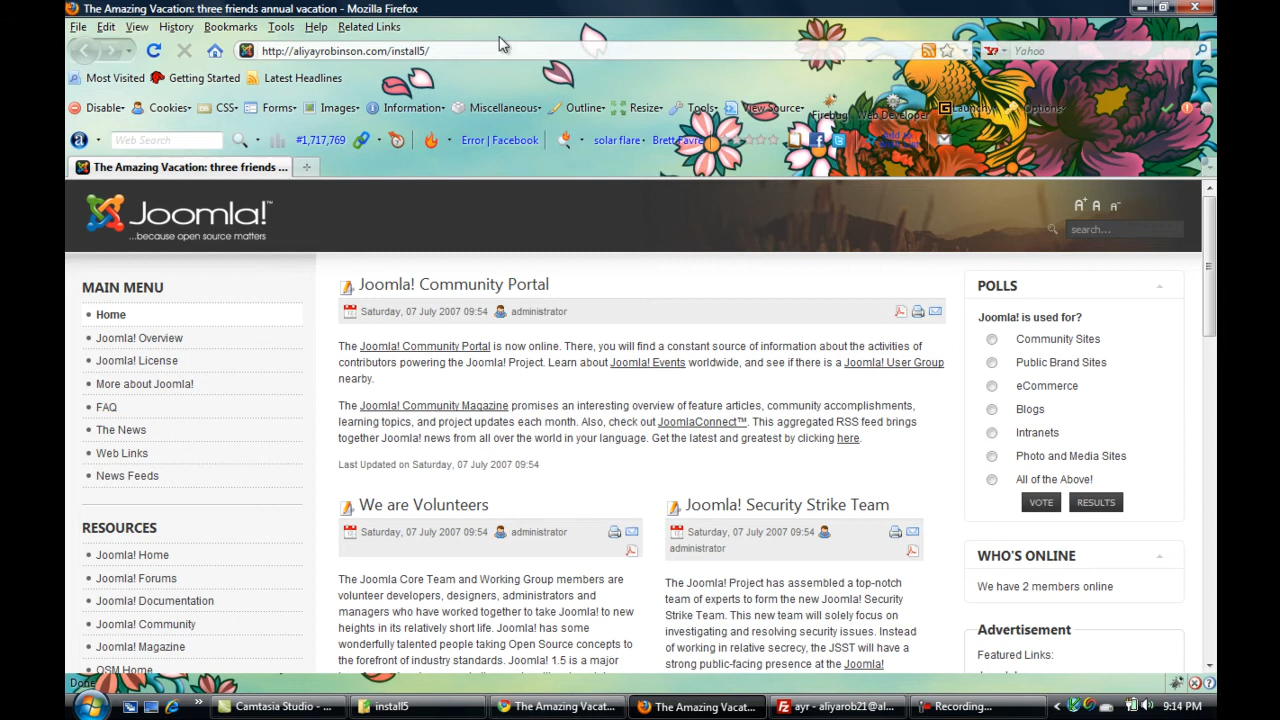 The Amazing Vacation: three friends annual vacation - Mozilla Firefox
File Edit View History Bookmarks Tools Help Related Links
http://aliyayrobinson.com/install5/
Yahoo
Most Visited Getting Started Latest Headlines
Disable Cookies CSS Forms Images Information Miscellaneous Outline Resize Tools View Source Options
Firebug Web Developer
Web Search #1,717,769 Error | Facebook solar flare Brett Favre
The Amazing Vacation: three friends ...
Joomla!™
...because open source matters
A+ A A-
search...
MAIN MENU
Home
Joomla! Overview
Joomla! License
More about Joomla!
FAQ
The News
Web Links
News Feeds
RESOURCES
Joomla! Home
Joomla! Forums
Joomla! Documentation
Joomla! Community
Joomla! Magazine
OSM Home
Joomla! Community Portal
Saturday, 07 July 2007 09:54 administrator
The Joomla! Community Portal is now online. There, you will find a constant source of information about the activities of
contributors powering the Joomla! Project. Learn about Joomla! Events worldwide, and see if there is a Joomla! User Group
nearby.
The Joomla! Community Magazine promises an interesting overview of feature articles, community accomplishments,
learning topics, and project updates each month. Also, check out JoomlaConnect™. This aggregated RSS feed brings
together Joomla! news from all over the world in your language. Get the latest and greatest by clicking here.
Last Updated on Saturday, 07 July 2007 09:54
We are Volunteers
Saturday, 07 July 2007 09:54 administrator
The Joomla Core Team and Working Group members are
volunteer developers, designers, administrators and
managers who have worked together to take Joomla! to new
heights in its relatively short life. Joomla! has some
wonderfully talented people taking Open Source concepts to
the forefront of industry standards. Joomla! 1.5 is a major
Joomla! Security Strike Team
Saturday, 07 July 2007 09:54
administrator
The Joomla! Project has assembled a top-notch
team of experts to form the new Joomla! Security
Strike Team. This new team will solely focus on
investigating and resolving security issues. Instead
of working in relative secrecy, the JSST will have a
strong public-facing presence at the Joomla!
POLLS
Joomla! is used for?
Community Sites
Public Brand Sites
eCommerce
Blogs
Intranets
Photo and Media Sites
All of the Above!
VOTE RESULTS
WHO'S ONLINE
We have 2 members online
Advertisement
Featured Links:
Done
Camtasia Studio - ... install5 The Amazing Vacat... The Amazing Vacat... ayr - aliyarob21@al... Recording... 9:14 PM